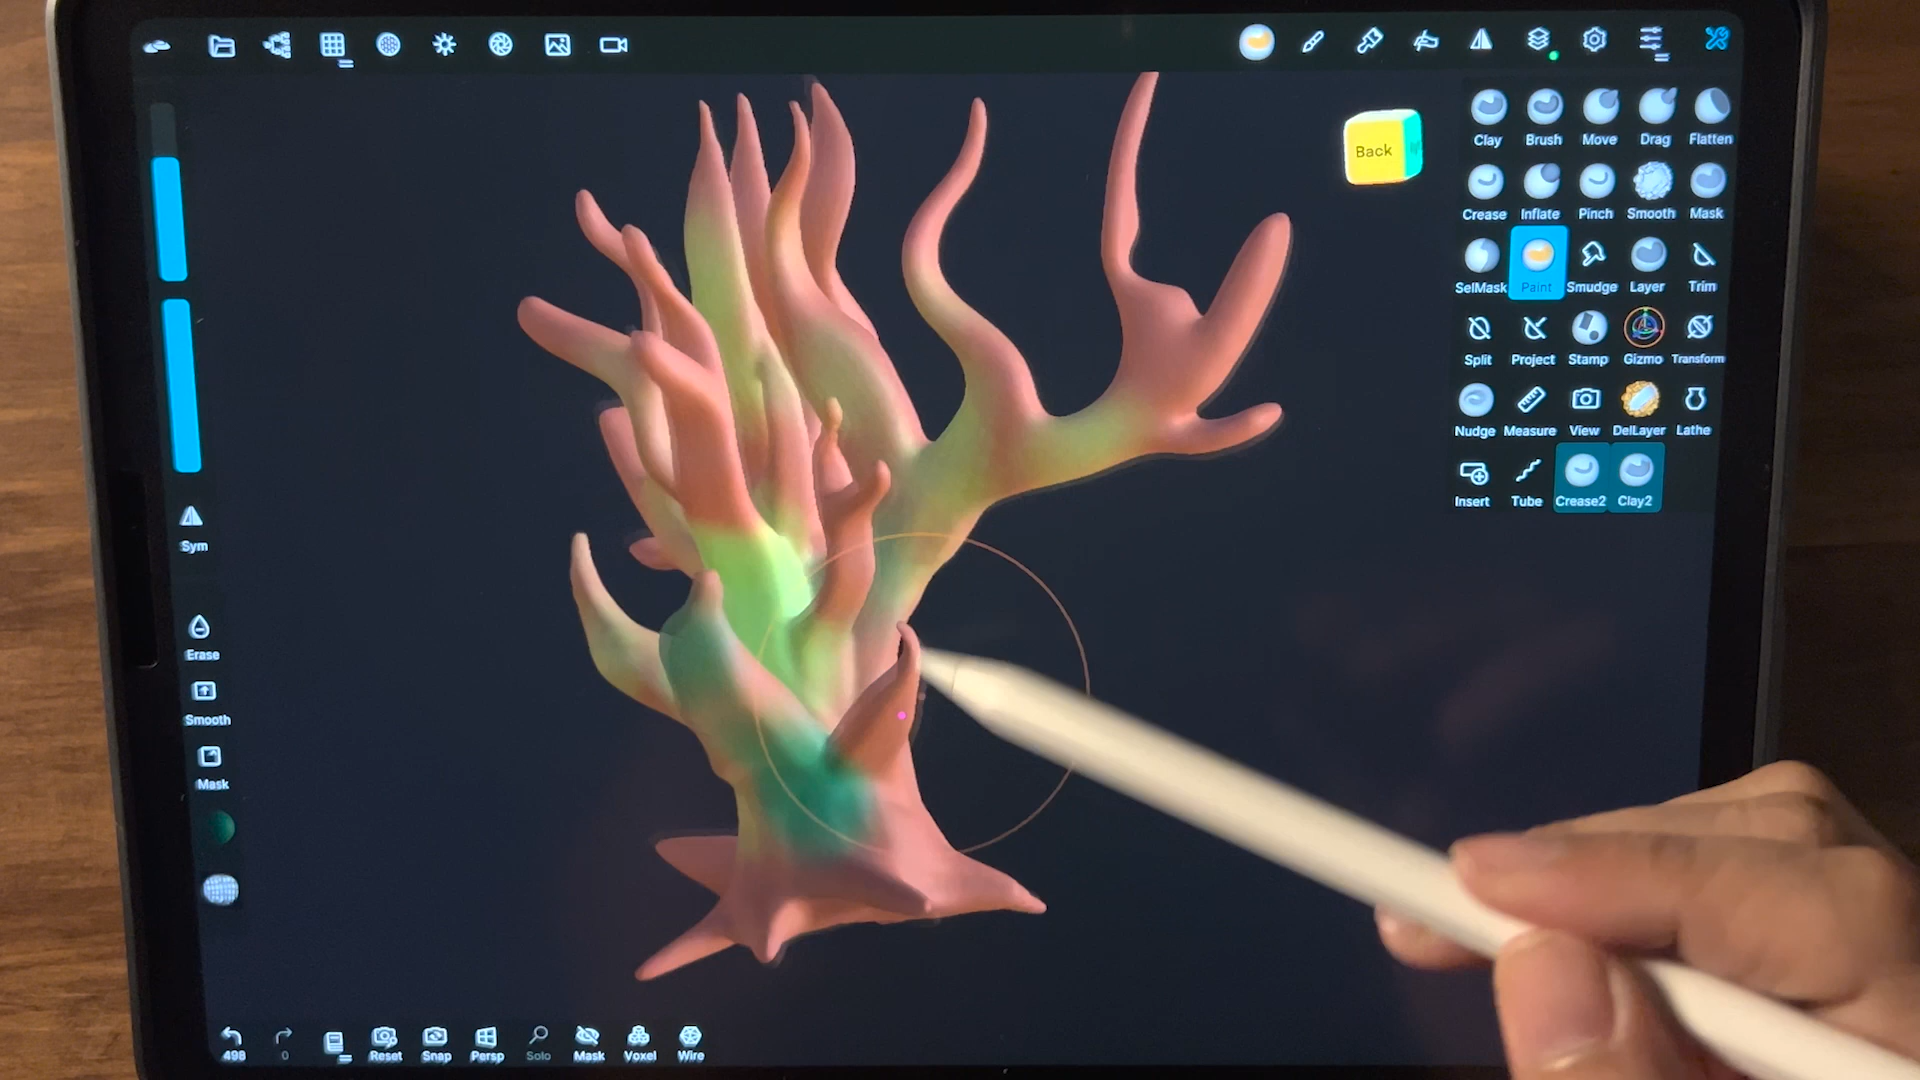 Back
Clay Brush Move Drag Flatten
Crease Inflate Pinch Smooth Mask
SelMask Paint Smudge Layer Trim
Split Project Stamp Gizmo Transform
Nudge Measure View DelLayer Lathe
Insert Tube Crease2 Clay2
Sym
Erase
Smooth
Mask
498 0 Reset Snap Persp Solo Mask Voxel Wire